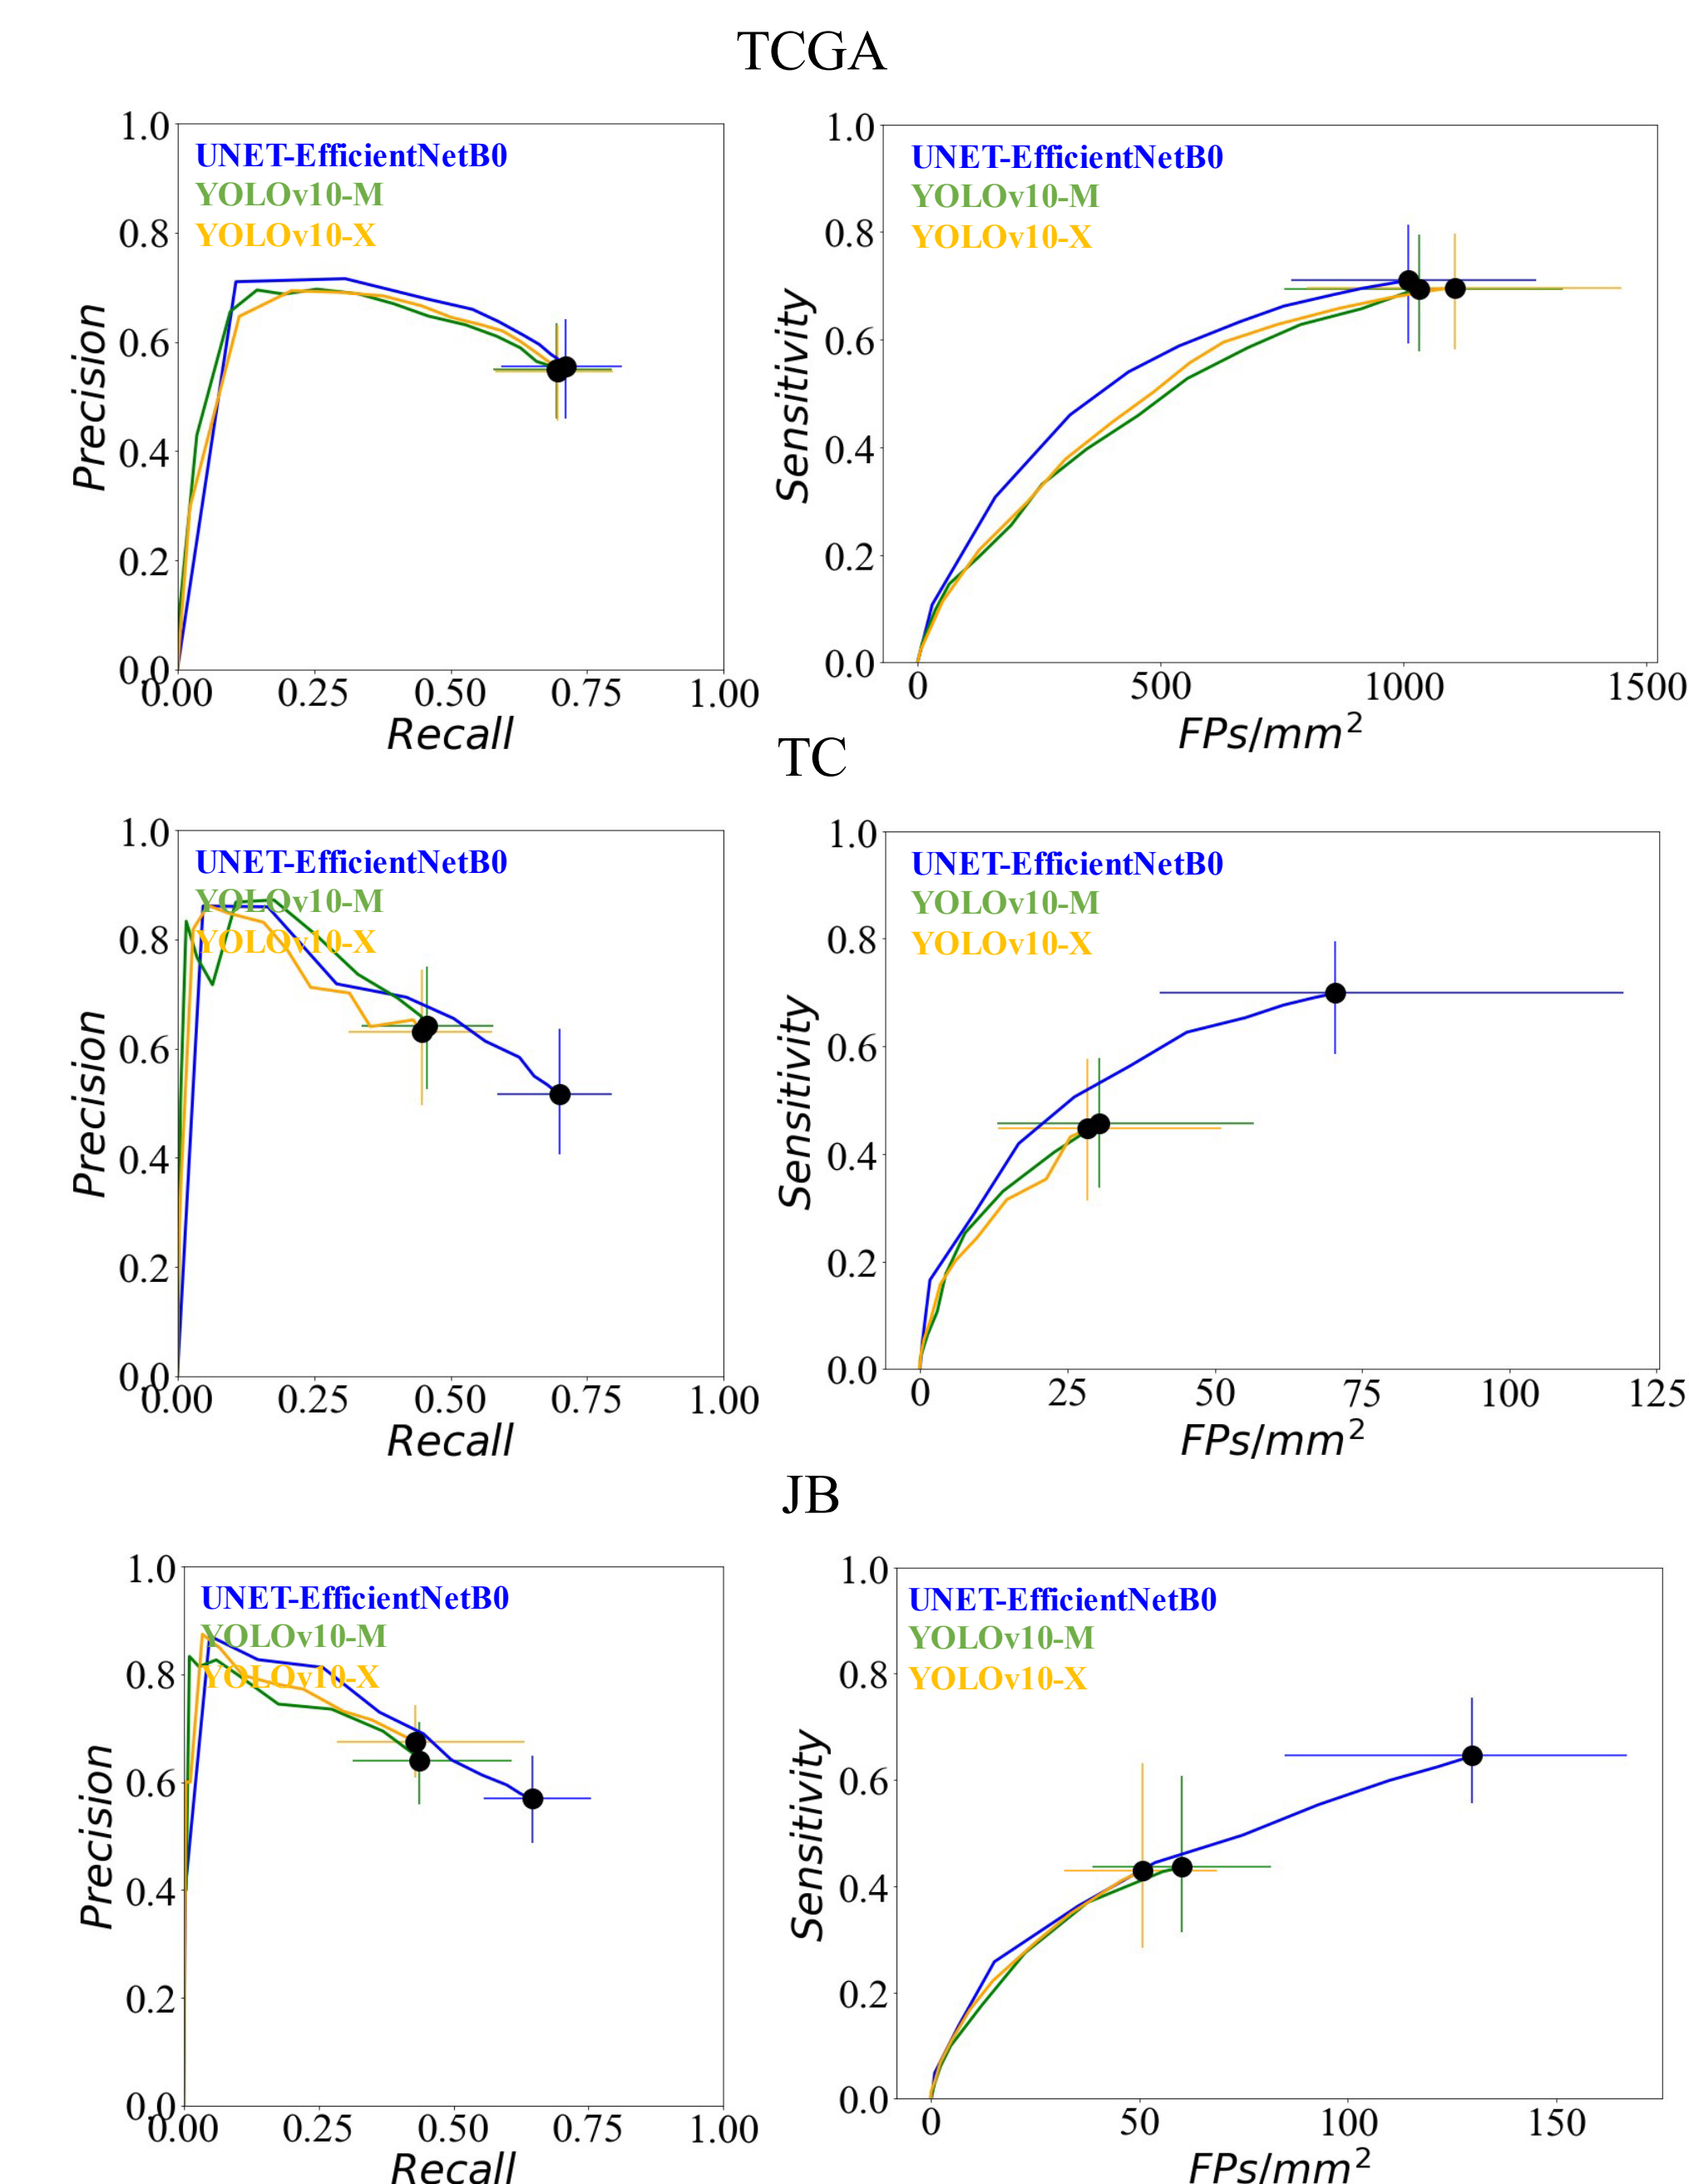 TCGA
1.0
0.8
0.6
0.4
0.2
0.0
Precision
UNET-EfficientNetB0
YOLOv10-M
YOLOv10-X
0.00 0.25 0.50 0.75 1.00
Recall
1.0
0.8
0.6
0.4
0.2
0.0
Sensitivity
UNET-EfficientNetB0
YOLOv10-M
YOLOv10-X
0 500 1000 1500
FPs/mm²
TC
1.0
0.8
0.6
0.4
0.2
0.0
Precision
UNET-EfficientNetB0
YOLOv10-M
YOLOv10-X
0.00 0.25 0.50 0.75 1.00
Recall
1.0
0.8
0.6
0.4
0.2
0.0
Sensitivity
UNET-EfficientNetB0
YOLOv10-M
YOLOv10-X
0 25 50 75 100 125
FPs/mm²
JB
1.0
0.8
0.6
0.4
0.2
0.0
Precision
UNET-EfficientNetB0
YOLOv10-M
YOLOv10-X
0.00 0.25 0.50 0.75 1.00
Recall
1.0
0.8
0.6
0.4
0.2
0.0
Sensitivity
UNET-EfficientNetB0
YOLOv10-M
YOLOv10-X
0 50 100 150
FPs/mm²